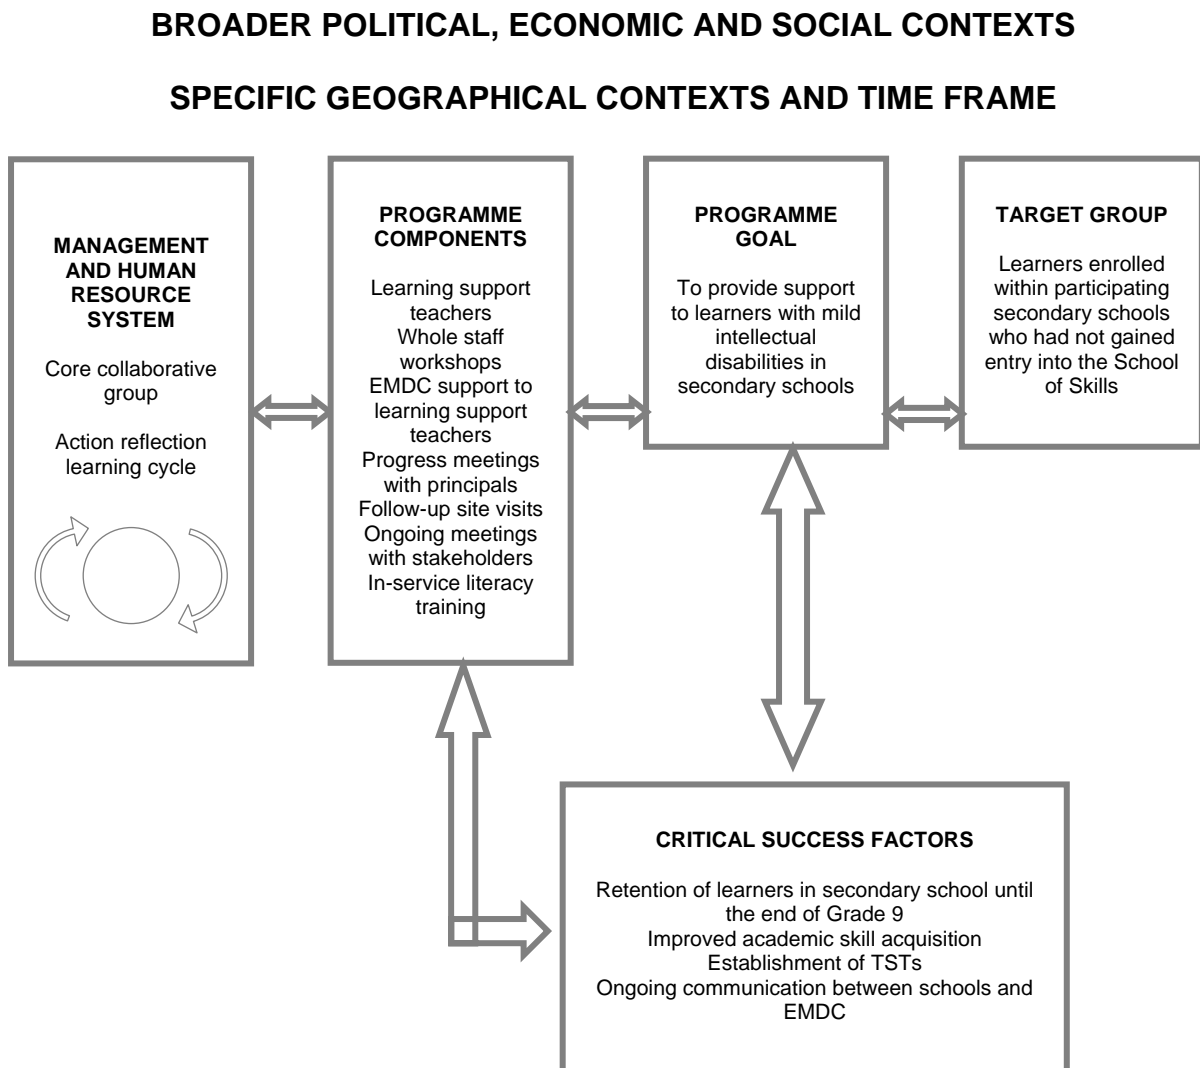 BROADER POLITICAL, ECONOMIC AND SOCIAL CONTEXTS
SPECIFIC GEOGRAPHICAL CONTEXTS AND TIME FRAME
MANAGEMENT
AND HUMAN
RESOURCE
SYSTEM
Core collaborative
group
Action reflection
learning cycle
PROGRAMME
COMPONENTS
Learning support
teachers
Whole staff
workshops
EMDC support to
learning support
teachers
Progress meetings
with principals
Follow-up site visits
Ongoing meetings
with stakeholders
In-service literacy
training
PROGRAMME
GOAL
To provide support
to learners with mild
intellectual
disabilities in
secondary schools
TARGET GROUP
Learners enrolled
within participating
secondary schools
who had not gained
entry into the School
of Skills
CRITICAL SUCCESS FACTORS
Retention of learners in secondary school until
the end of Grade 9
Improved academic skill acquisition
Establishment of TSTs
Ongoing communication between schools and
EMDC